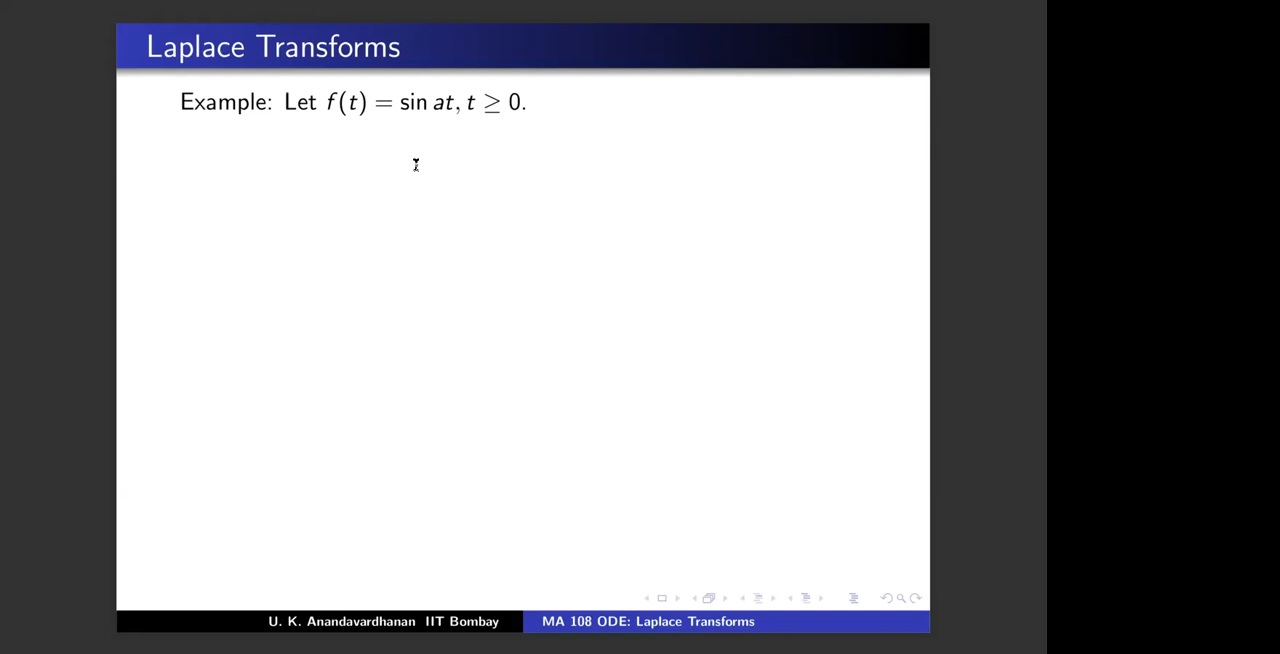 Laplace Transforms
Example: Let f(t) = sin at, t ≥ 0.
U. K. Anandavardhanan IIT Bombay
MA 108 ODE: Laplace Transforms